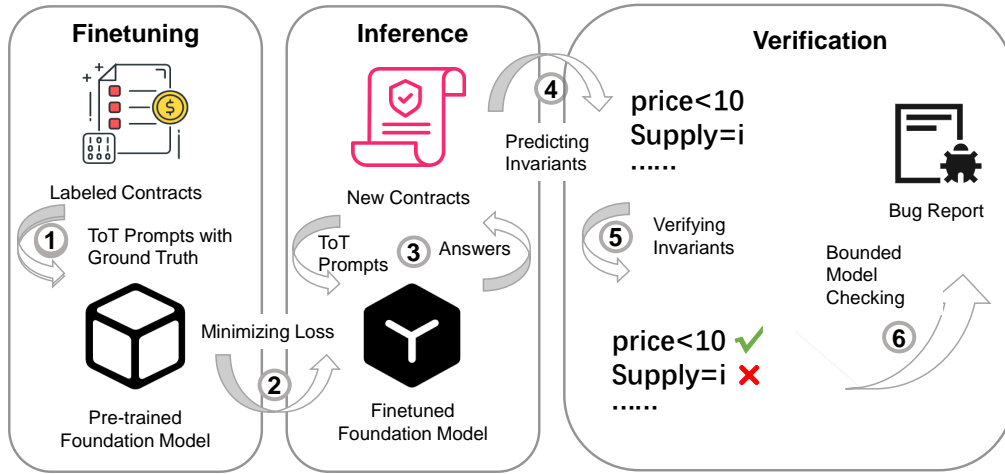 Finetuning
Labeled Contracts
1
ToT Prompts with
Ground Truth
Pre-trained
Foundation Model
Minimizing Loss
2
Inference
New Contracts
ToT
Prompts
3
Answers
Finetuned
Foundation Model
4
Predicting
Invariants
Verification
price<10
Supply=i
……
5
Verifying
Invariants
price<10
Supply=i
……
Bounded
Model
Checking
6
Bug Report